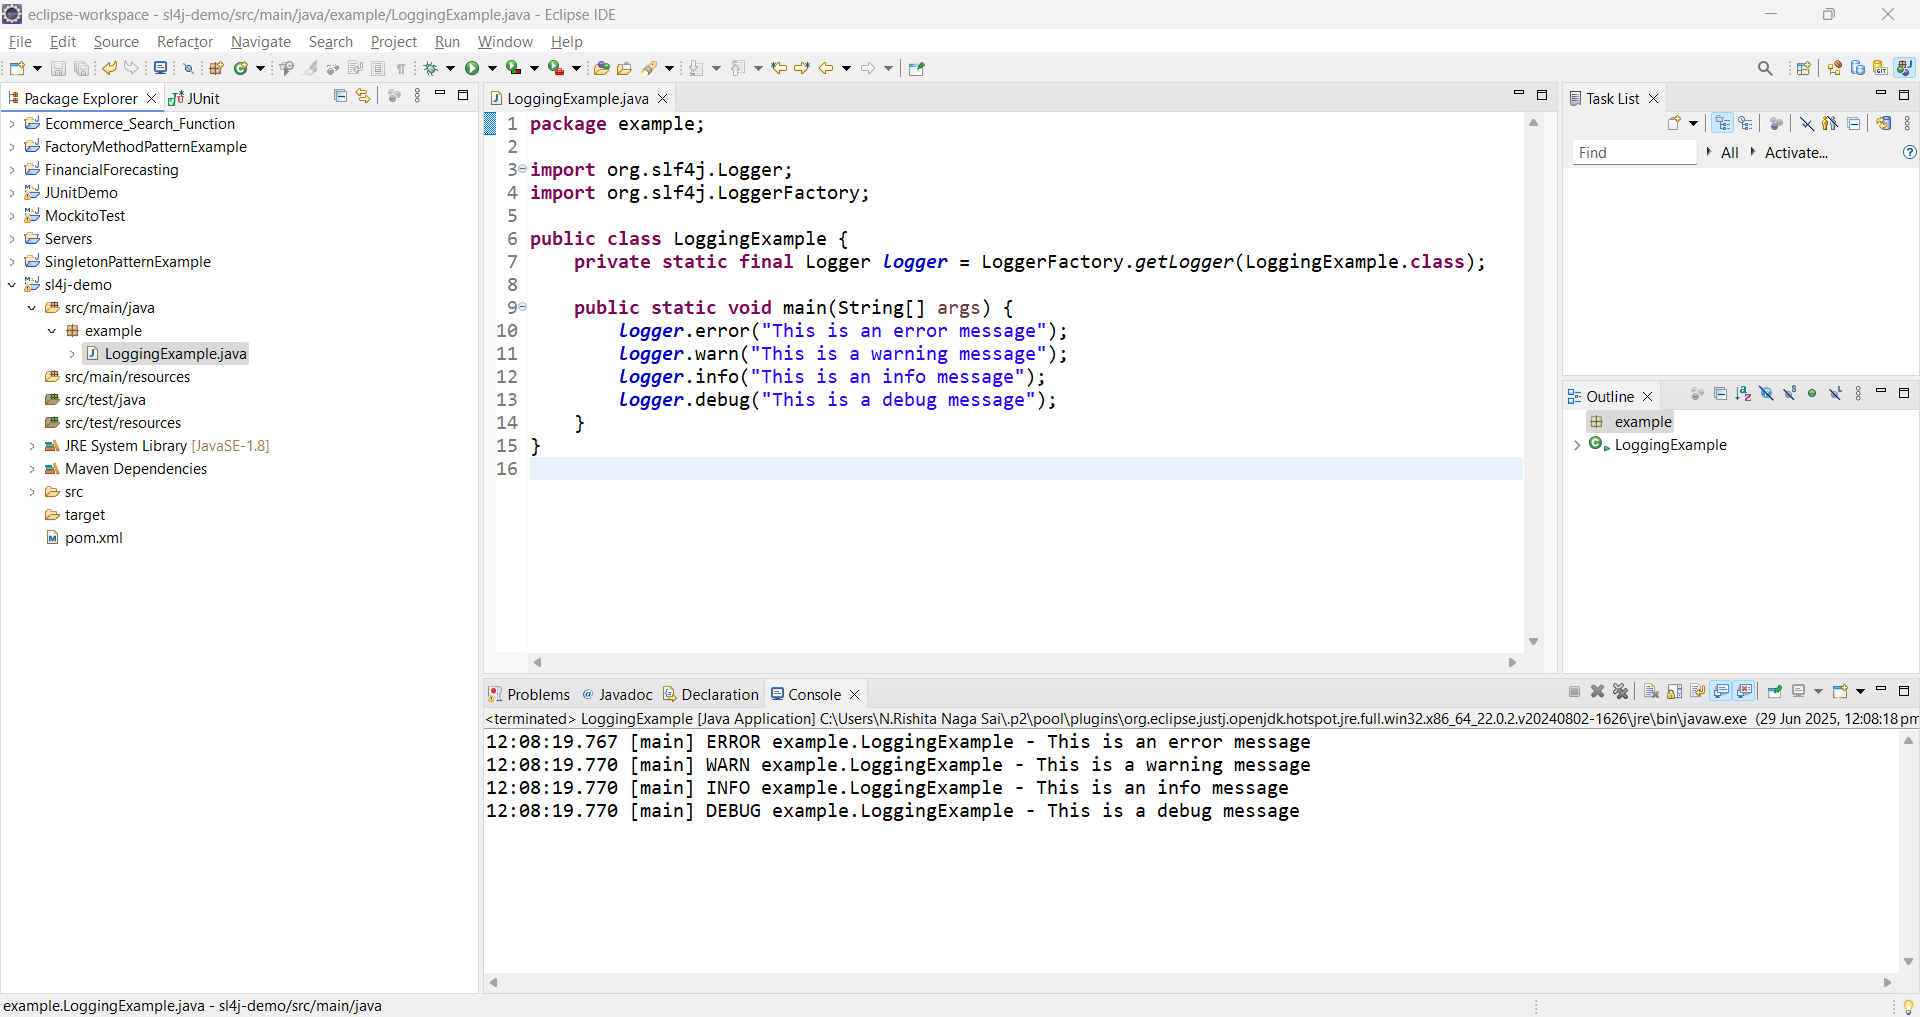 eclipse-workspace - sl4j-demo/src/main/java/example/LoggingExample.java - Eclipse IDE
File Edit Source Refactor Navigate Search Project Run Window Help
Package Explorer
JUnit
Ecommerce_Search_Function
FactoryMethodPatternExample
FinancialForecasting
JUnitDemo
MockitoTest
Servers
SingletonPatternExample
sl4j-demo
src/main/java
example
LoggingExample.java
src/main/resources
src/test/java
src/test/resources
JRE System Library [JavaSE-1.8]
Maven Dependencies
src
target
pom.xml
LoggingExample.java
1 package example;
2
3 import org.slf4j.Logger;
4 import org.slf4j.LoggerFactory;
5
6 public class LoggingExample {
7     private static final Logger logger = LoggerFactory.getLogger(LoggingExample.class);
8
9     public static void main(String[] args) {
10         logger.error("This is an error message");
11         logger.warn("This is a warning message");
12         logger.info("This is an info message");
13         logger.debug("This is a debug message");
14     }
15 }
16
Task List
Find All Activate...
Outline
example
LoggingExample
Problems Javadoc Declaration Console
<terminated> LoggingExample [Java Application] C:\Users\N.Rishita Naga Sai\.p2\pool\plugins\org.eclipse.justj.openjdk.hotspot.jre.full.win32.x86_64_22.0.2.v20240802-1626\jre\bin\javaw.exe (29 Jun 2025, 12:08:18 pm
12:08:19.767 [main] ERROR example.LoggingExample - This is an error message
12:08:19.770 [main] WARN example.LoggingExample - This is a warning message
12:08:19.770 [main] INFO example.LoggingExample - This is an info message
12:08:19.770 [main] DEBUG example.LoggingExample - This is a debug message
example.LoggingExample.java - sl4j-demo/src/main/java